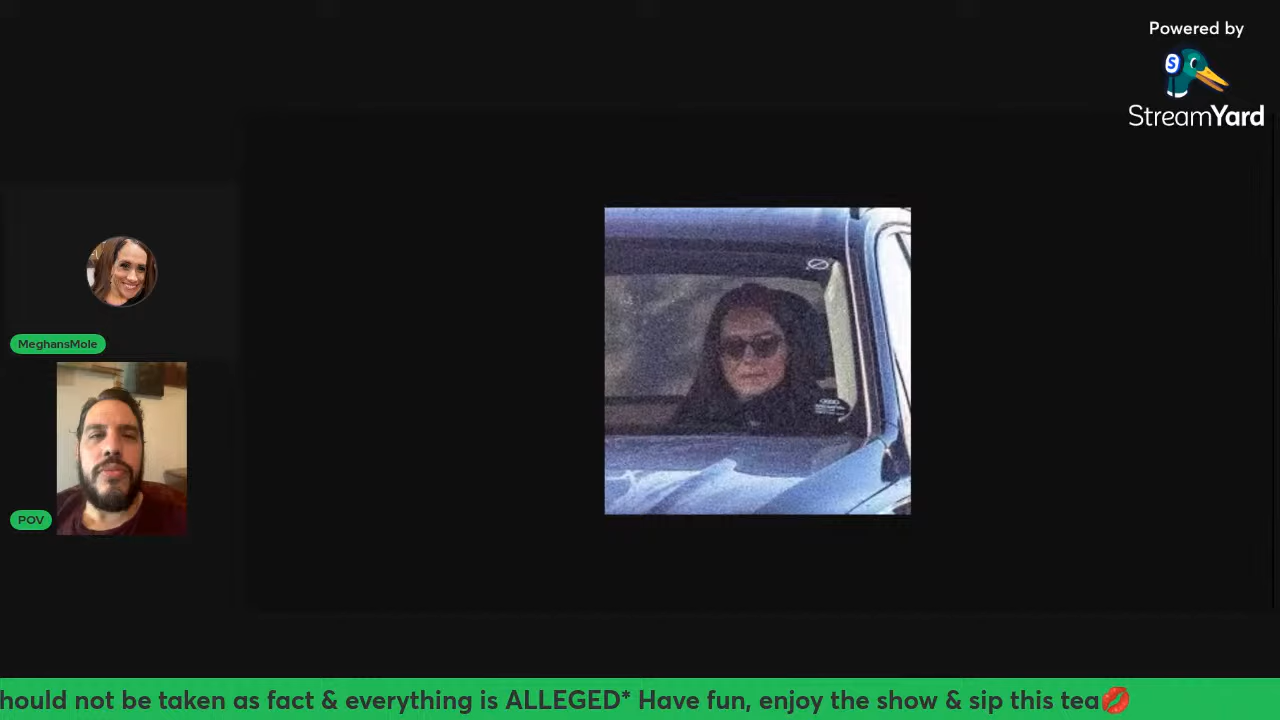 Powered by
S
StreamYard
MeghansMole
POV
hould not be taken as fact & everything is ALLEGED* Have fun, enjoy the show & sip this tea💋